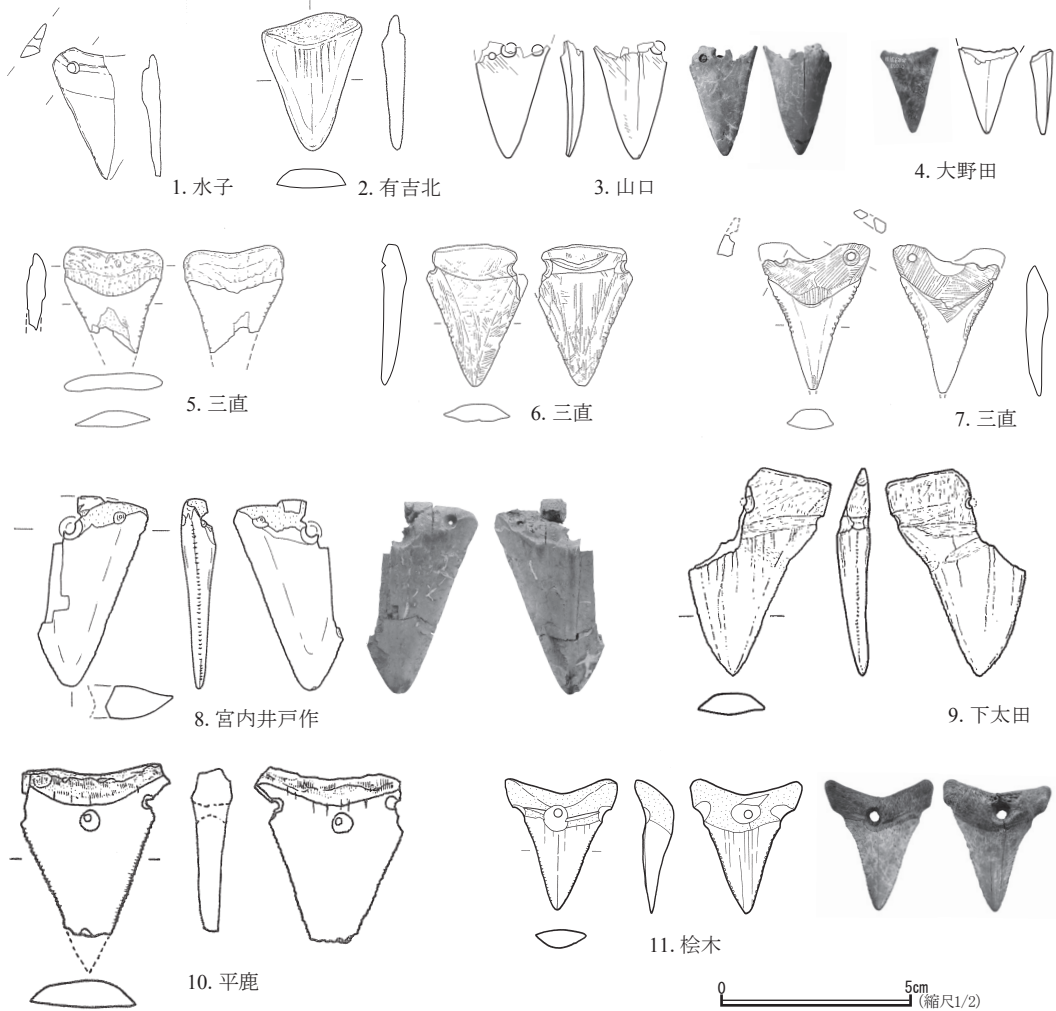 1. 水子
2. 有吉北
3. 山口
4. 大野田
5. 三直
6. 三直
7. 三直
8. 宮内井戸作
9. 下太田
10. 平鹿
11. 桧木
0 5cm
(縮尺1/2)